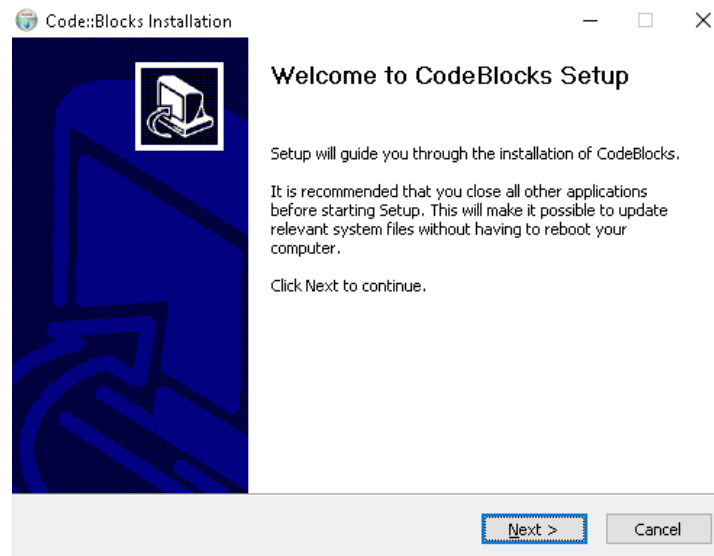 Code::Blocks Installation
Welcome to CodeBlocks Setup
Setup will guide you through the installation of CodeBlocks.
It is recommended that you close all other applications
before starting Setup. This will make it possible to update
relevant system files without having to reboot your
computer.
Click Next to continue.
Next >
Cancel